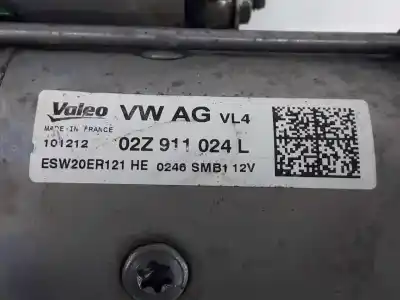 Valeo VW AG VL4
MADE IN FRANCE
101212 02Z 911 024 L
ESW20ER121 HE 0246 SMB1 12V